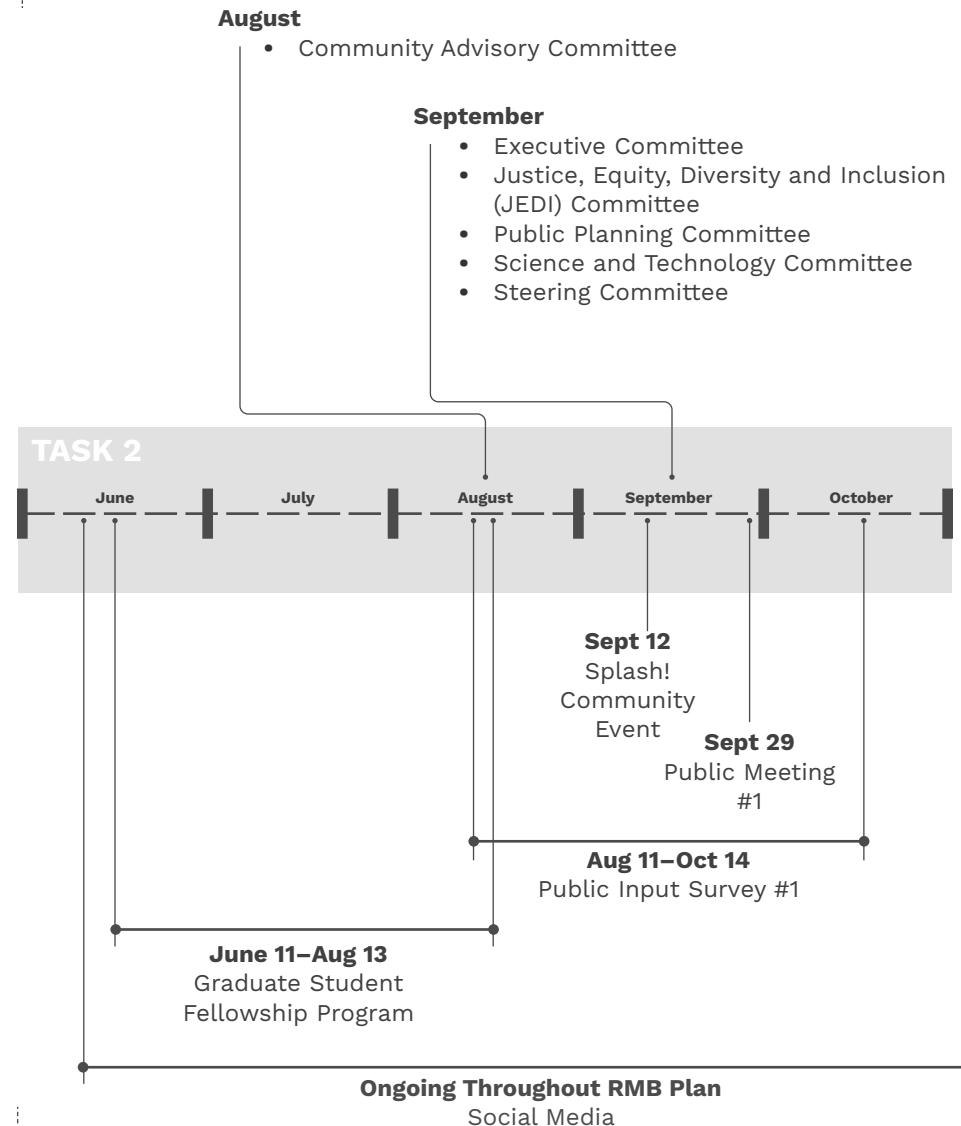 August
• Community Advisory Committee
September
• Executive Committee
• Justice, Equity, Diversity and Inclusion
(JEDI) Committee
• Public Planning Committee
• Science and Technology Committee
• Steering Committee
TASK 2
June
July
August
September
October
Sept 12
Splash!
Community
Event
Sept 29
Public Meeting
#1
Aug 11–Oct 14
Public Input Survey #1
June 11–Aug 13
Graduate Student
Fellowship Program
Ongoing Throughout RMB Plan
Social Media